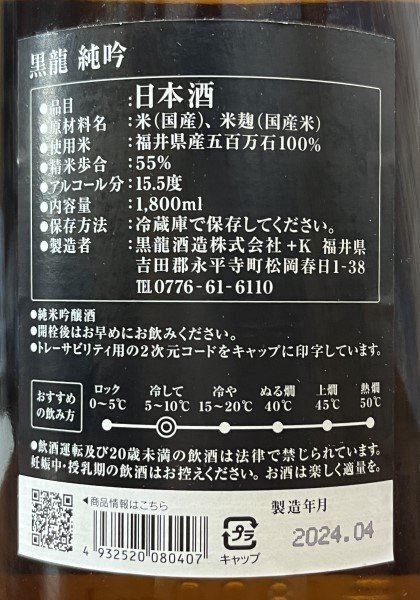 黒龍 純吟
●品目 ：日本酒
●原材料名 ：米(国産)、米麹(国産米)
●使用米 ：福井県産五百万石100%
●精米歩合 ：55%
●アルコール分：15.5度
●内容量 ：1,800ml
●保存方法 ：冷蔵庫で保存してください。
●製造者 ：黒龍酒造株式会社+K 福井県
吉田郡永平寺町松岡春日1-38
TEL0776-61-6110
●純米吟醸酒
●開栓後はお早めにお飲みください。
●トレーサビリティ用の2次元コードをキャップに印字しています。
おすすめ
の飲み方
ロック 冷して 冷や ぬる燗 上燗 熱燗
0~5℃ 5~10℃ 15~20℃ 40℃ 45℃ 50℃
●飲酒運転及び20歳未満の飲酒は法律で禁じられています。
妊娠中・授乳期の飲酒はお控えください。お酒は楽しく適量を。
◀商品情報はこちら
4 932520 080407
プラ
キャップ
製造年月
2024.04